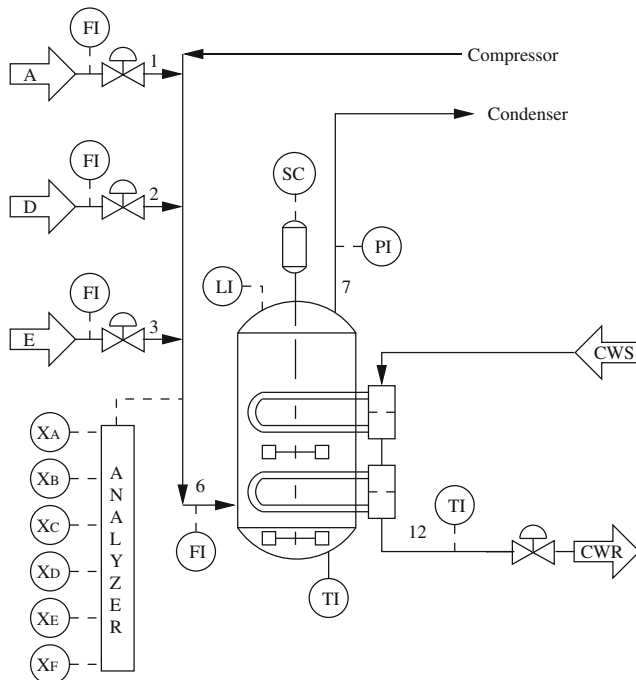 FI
1
A
Compressor
Condenser
FI
SC
2
D
PI
FI
LI
7
3
E
CWS
XA
A
N
A
L
Y
Z
E
R
XB
XC
XD
XE
XF
6
FI
12
TI
CWR
TI